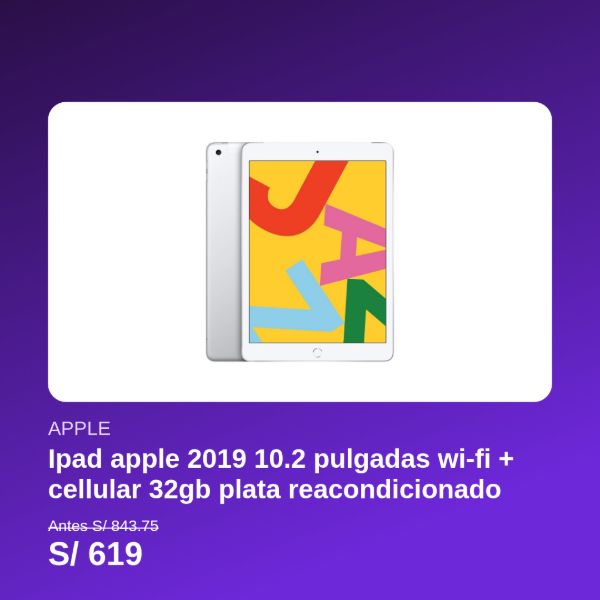 APPLE
Ipad apple 2019 10.2 pulgadas wi-fi +
cellular 32gb plata reacondicionado
Antes S/ 843.75
S/ 619